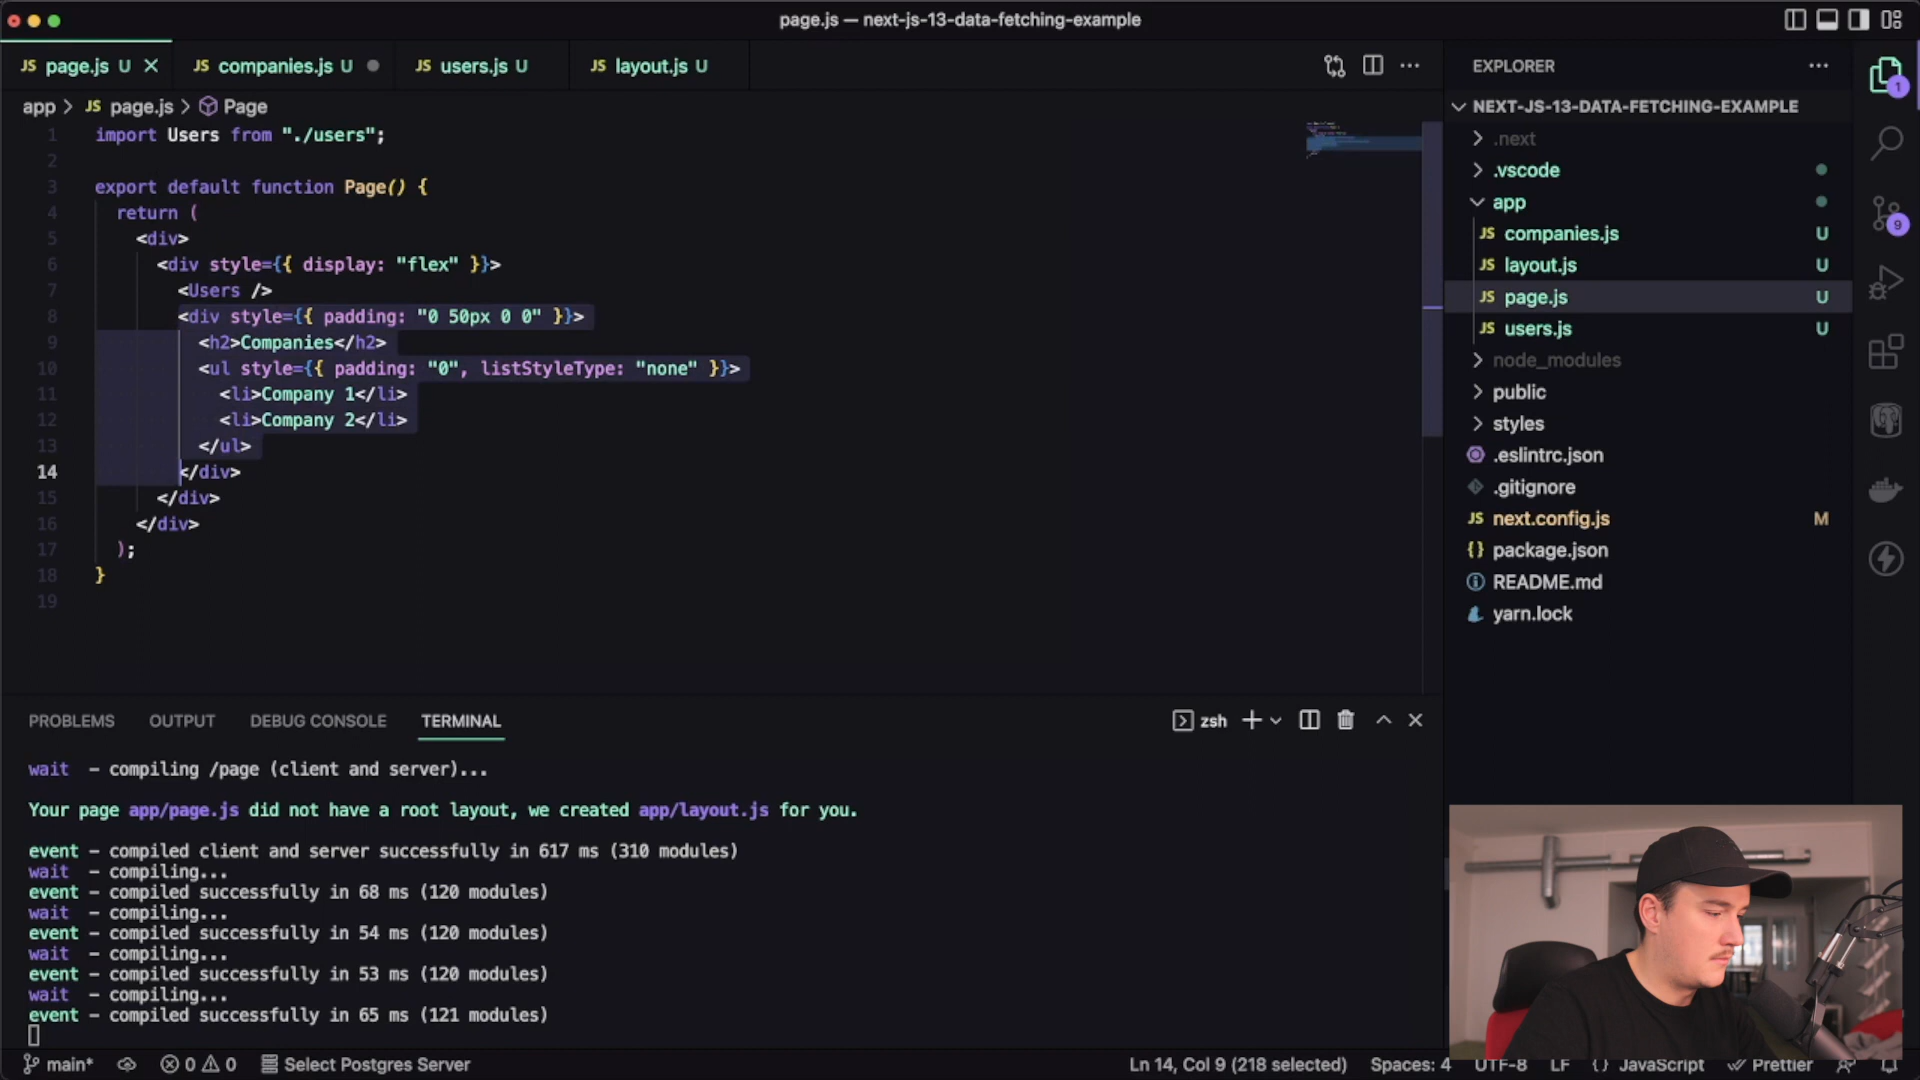 page.js — next-js-13-data-fetching-example
JS page.js U
JS companies.js U
JS users.js U
JS layout.js U
app > JS page.js > Page
1 import Users from "./users";
2
3 export default function Page() {
4 return (
5 <div>
6 <div style={{ display: "flex" }}>
7 <Users />
8 <div style={{ padding: "0 50px 0 0" }}>
9 <h2>Companies</h2>
10 <ul style={{ padding: "0", listStyleType: "none" }}>
11 <li>Company 1</li>
12 <li>Company 2</li>
13 </ul>
14 </div>
15 </div>
16 </div>
17 );
18 }
19
EXPLORER
NEXT-JS-13-DATA-FETCHING-EXAMPLE
.next
.vscode
app
JS companies.js U
JS layout.js U
JS page.js U
JS users.js U
node_modules
public
styles
.eslintrc.json
.gitignore
JS next.config.js M
{} package.json
README.md
yarn.lock
1
9
PROBLEMS OUTPUT DEBUG CONSOLE TERMINAL
zsh
wait – compiling /page (client and server)...
Your page app/page.js did not have a root layout, we created app/layout.js for you.
event – compiled client and server successfully in 617 ms (310 modules)
wait – compiling...
event – compiled successfully in 68 ms (120 modules)
wait – compiling...
event – compiled successfully in 54 ms (120 modules)
wait – compiling...
event – compiled successfully in 53 ms (120 modules)
wait – compiling...
event – compiled successfully in 65 ms (121 modules)
main* 0 0 Select Postgres Server Ln 14, Col 9 (218 selected) Spaces: 4 UTF-8 LF {} JavaScript Prettier